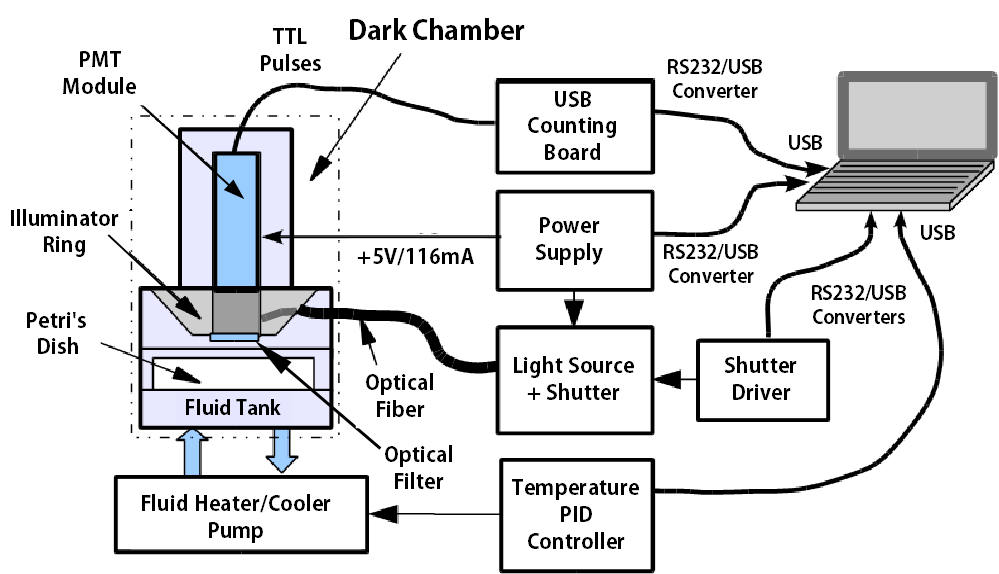 Dark Chamber
TTL
Pulses
PMT
Module
RS232/USB
Converter
USB
Counting
Board
USB
Illuminator
Ring
+5V/116mA
Power
Supply
RS232/USB
Converter
USB
RS232/USB
Converters
Petri's
Dish
Optical
Fiber
Light Source
+ Shutter
Shutter
Driver
Fluid Tank
Optical
Filter
Fluid Heater/Cooler
Pump
Temperature
PID
Controller